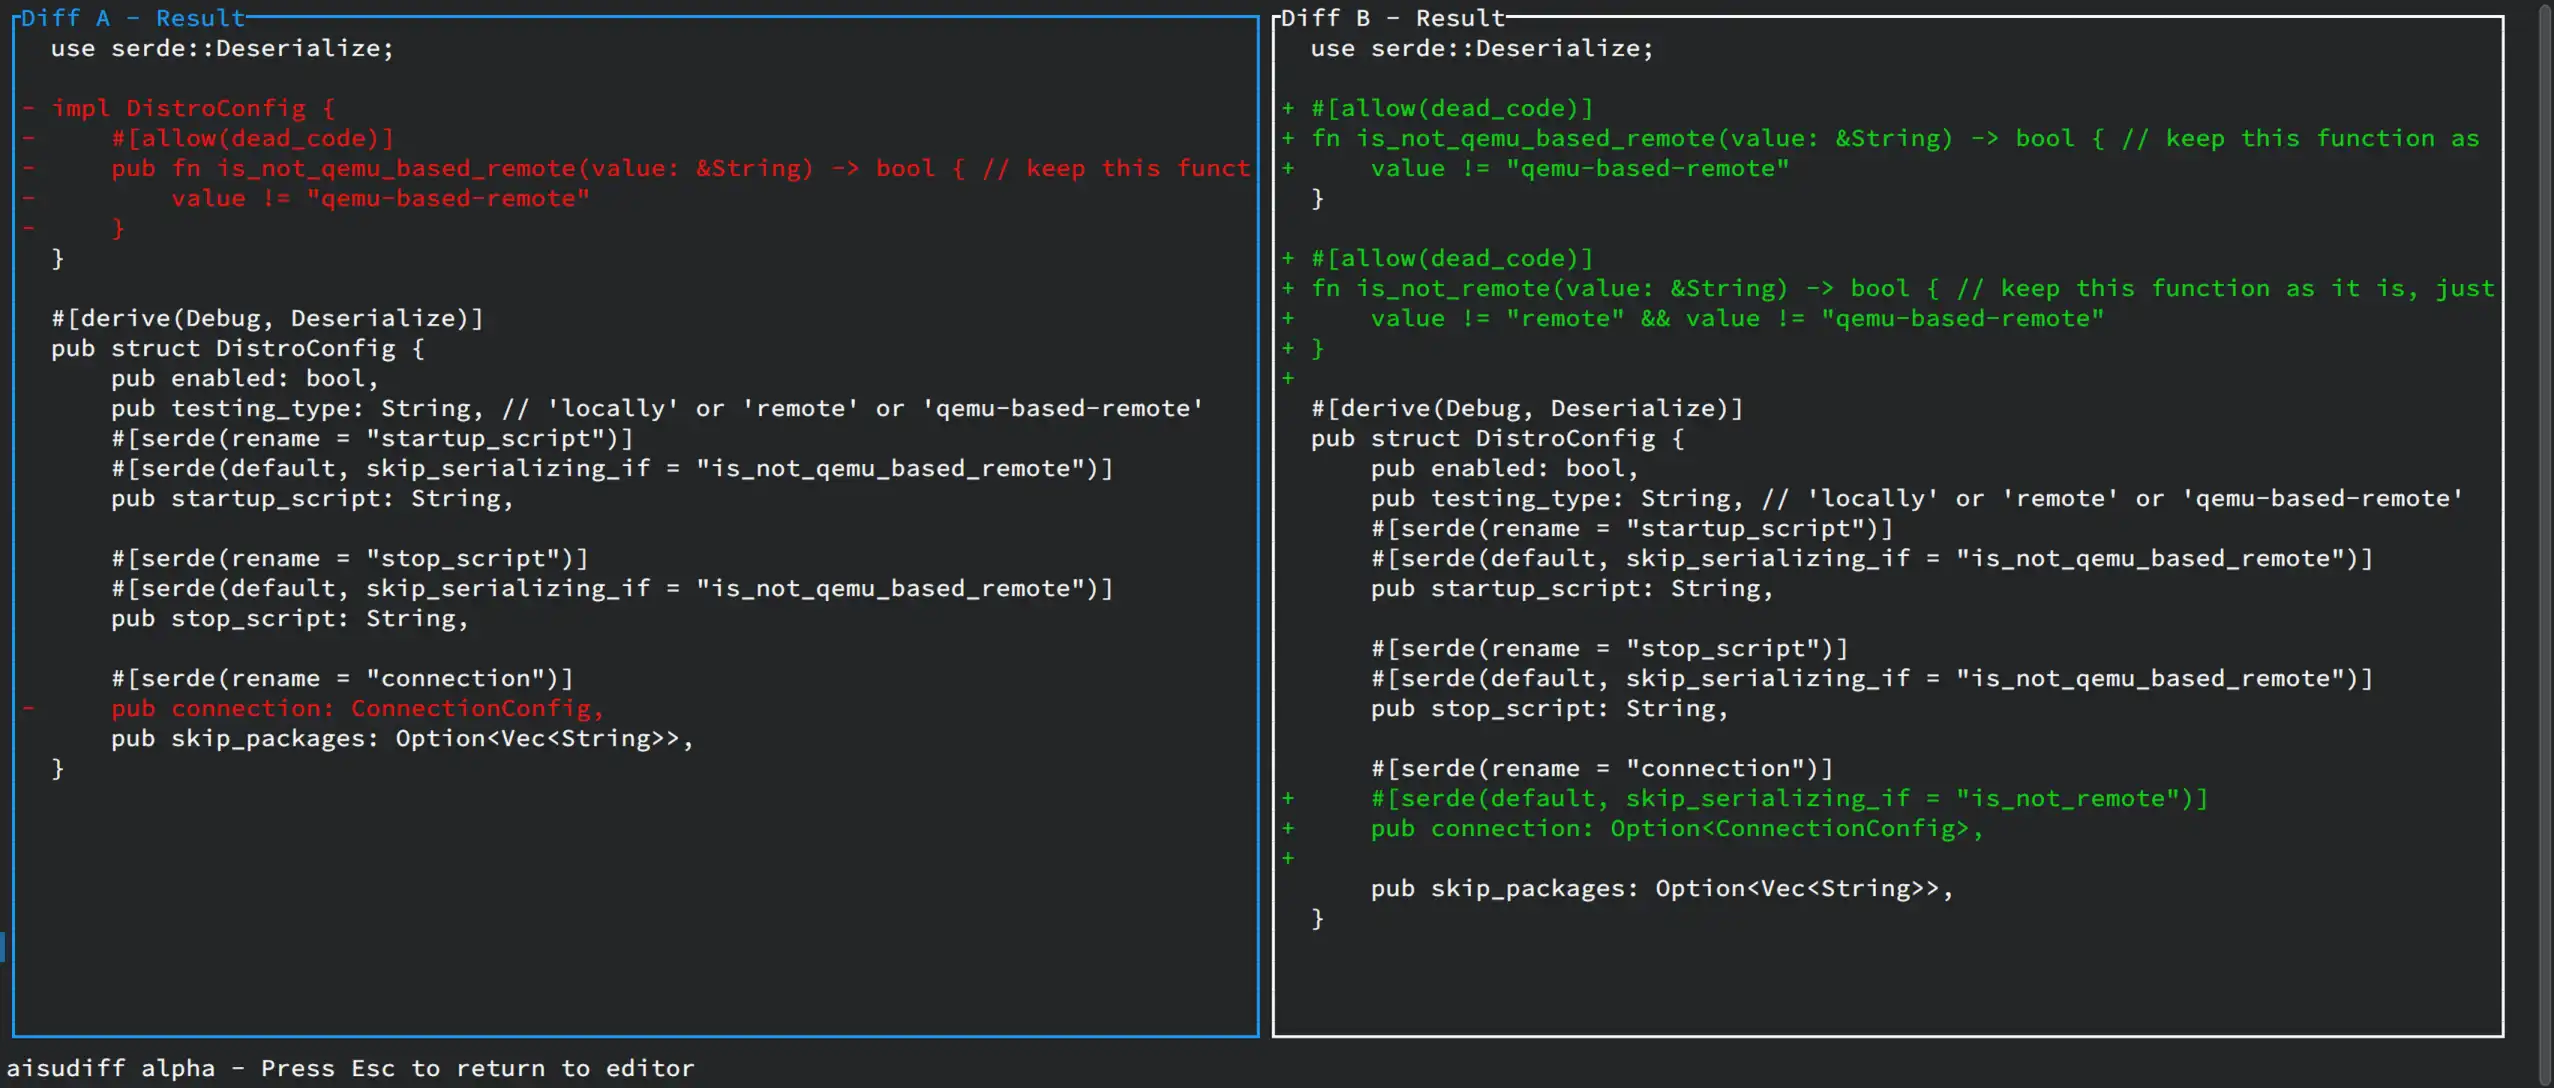 Diff A - Result
use serde::Deserialize;
- impl DistroConfig {
-     #[allow(dead_code)]
-     pub fn is_not_qemu_based_remote(value: &String) -> bool { // keep this funct
-         value != "qemu-based-remote"
-     }
}
#[derive(Debug, Deserialize)]
pub struct DistroConfig {
    pub enabled: bool,
    pub testing_type: String, // 'locally' or 'remote' or 'qemu-based-remote'
    #[serde(rename = "startup_script")]
    #[serde(default, skip_serializing_if = "is_not_qemu_based_remote")]
    pub startup_script: String,
    #[serde(rename = "stop_script")]
    #[serde(default, skip_serializing_if = "is_not_qemu_based_remote")]
    pub stop_script: String,
    #[serde(rename = "connection")]
-     pub connection: ConnectionConfig,
    pub skip_packages: Option<Vec<String>>,
}
Diff B - Result
use serde::Deserialize;
+ #[allow(dead_code)]
+ fn is_not_qemu_based_remote(value: &String) -> bool { // keep this function as
+     value != "qemu-based-remote"
}
+ #[allow(dead_code)]
+ fn is_not_remote(value: &String) -> bool { // keep this function as it is, just
+     value != "remote" && value != "qemu-based-remote"
+ }
+
#[derive(Debug, Deserialize)]
pub struct DistroConfig {
    pub enabled: bool,
    pub testing_type: String, // 'locally' or 'remote' or 'qemu-based-remote'
    #[serde(rename = "startup_script")]
    #[serde(default, skip_serializing_if = "is_not_qemu_based_remote")]
    pub startup_script: String,
    #[serde(rename = "stop_script")]
    #[serde(default, skip_serializing_if = "is_not_qemu_based_remote")]
    pub stop_script: String,
    #[serde(rename = "connection")]
+     #[serde(default, skip_serializing_if = "is_not_remote")]
+     pub connection: Option<ConnectionConfig>,
+
    pub skip_packages: Option<Vec<String>>,
}
aisudiff alpha - Press Esc to return to editor